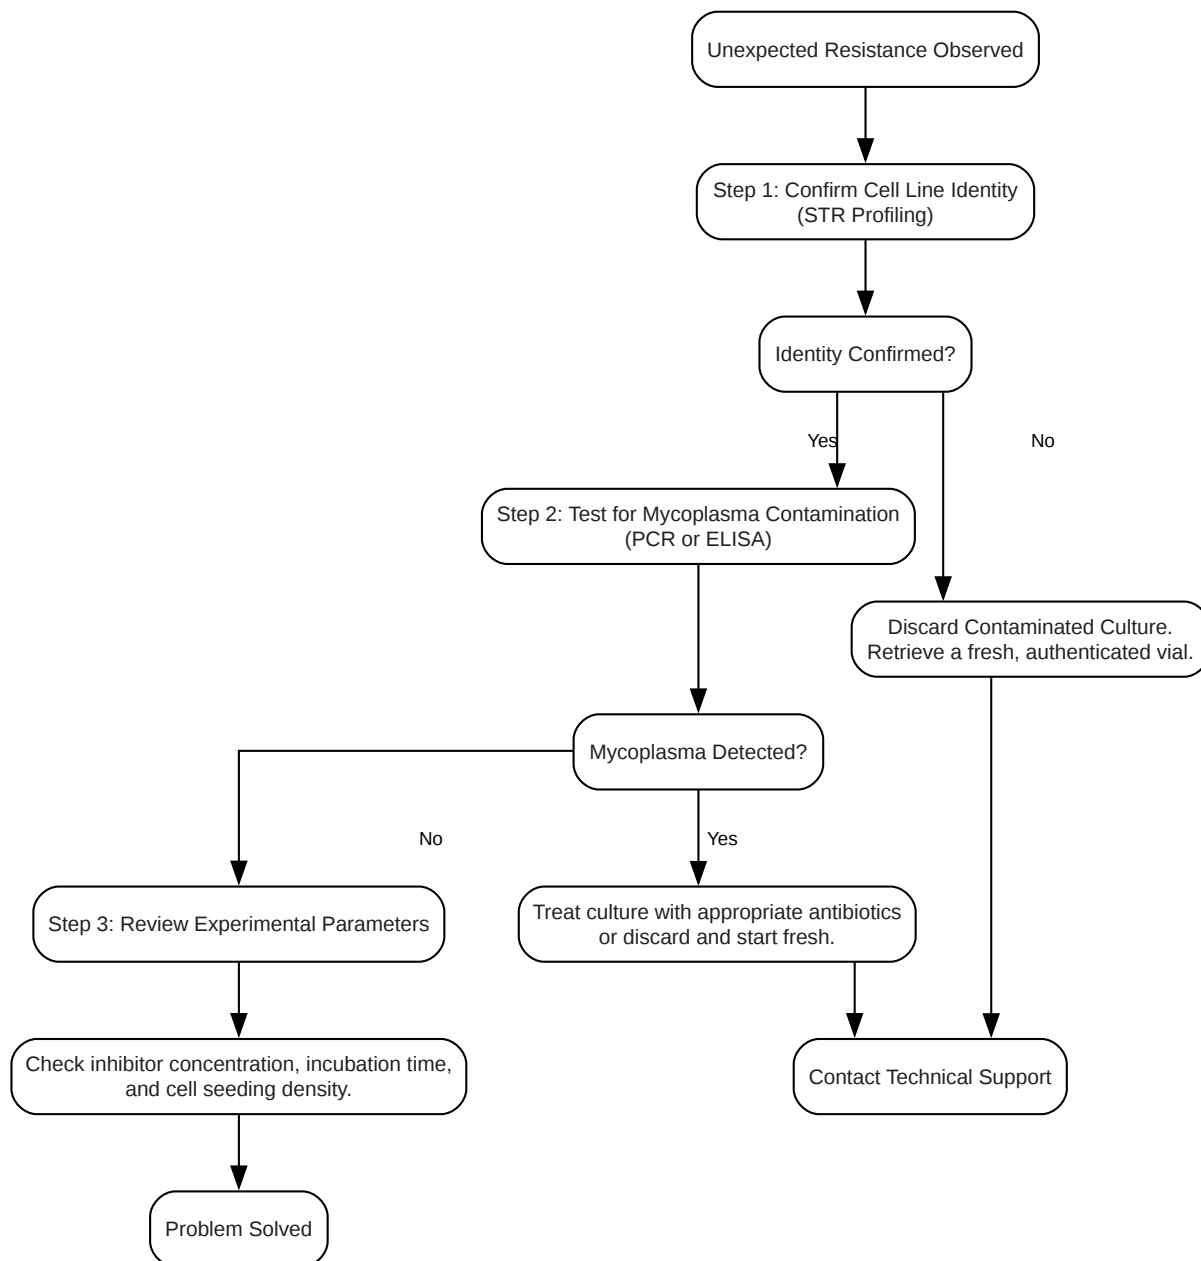 Unexpected Resistance Observed
Step 1: Confirm Cell Line Identity
(STR Profiling)
Identity Confirmed?
Yes
No
Step 2: Test for Mycoplasma Contamination
(PCR or ELISA)
Discard Contaminated Culture.
Retrieve a fresh, authenticated vial.
Mycoplasma Detected?
No
Yes
Step 3: Review Experimental Parameters
Treat culture with appropriate antibiotics
or discard and start fresh.
Check inhibitor concentration, incubation time,
and cell seeding density.
Contact Technical Support
Problem Solved